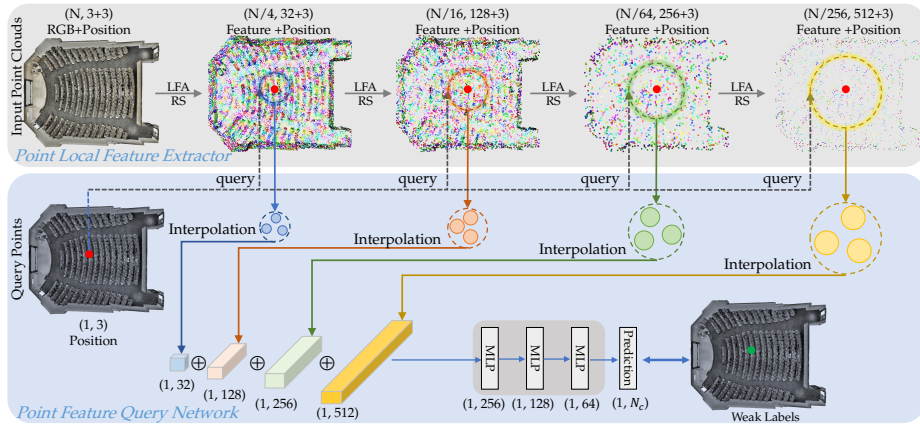 (N, 3+3)
RGB+Position
(N/4, 32+3)
Feature +Position
(N/16, 128+3)
Feature +Position
(N/64, 256+3)
Feature +Position
(N/256, 512+3)
Feature +Position
Input Point Clouds
LFA
RS
LFA
RS
LFA
RS
LFA
RS
Point Local Feature Extractor
query
query
query
query
Query Points
Interpolation
Interpolation
Interpolation
Interpolation
(1, 3)
Position
(1, 32)
⊕
(1, 128)
⊕
(1, 256)
⊕
(1, 512)
MLP
MLP
MLP
Prediction
(1, 256)
(1, 128)
(1, 64)
(1, N_c)
Weak Labels
Point Feature Query Network